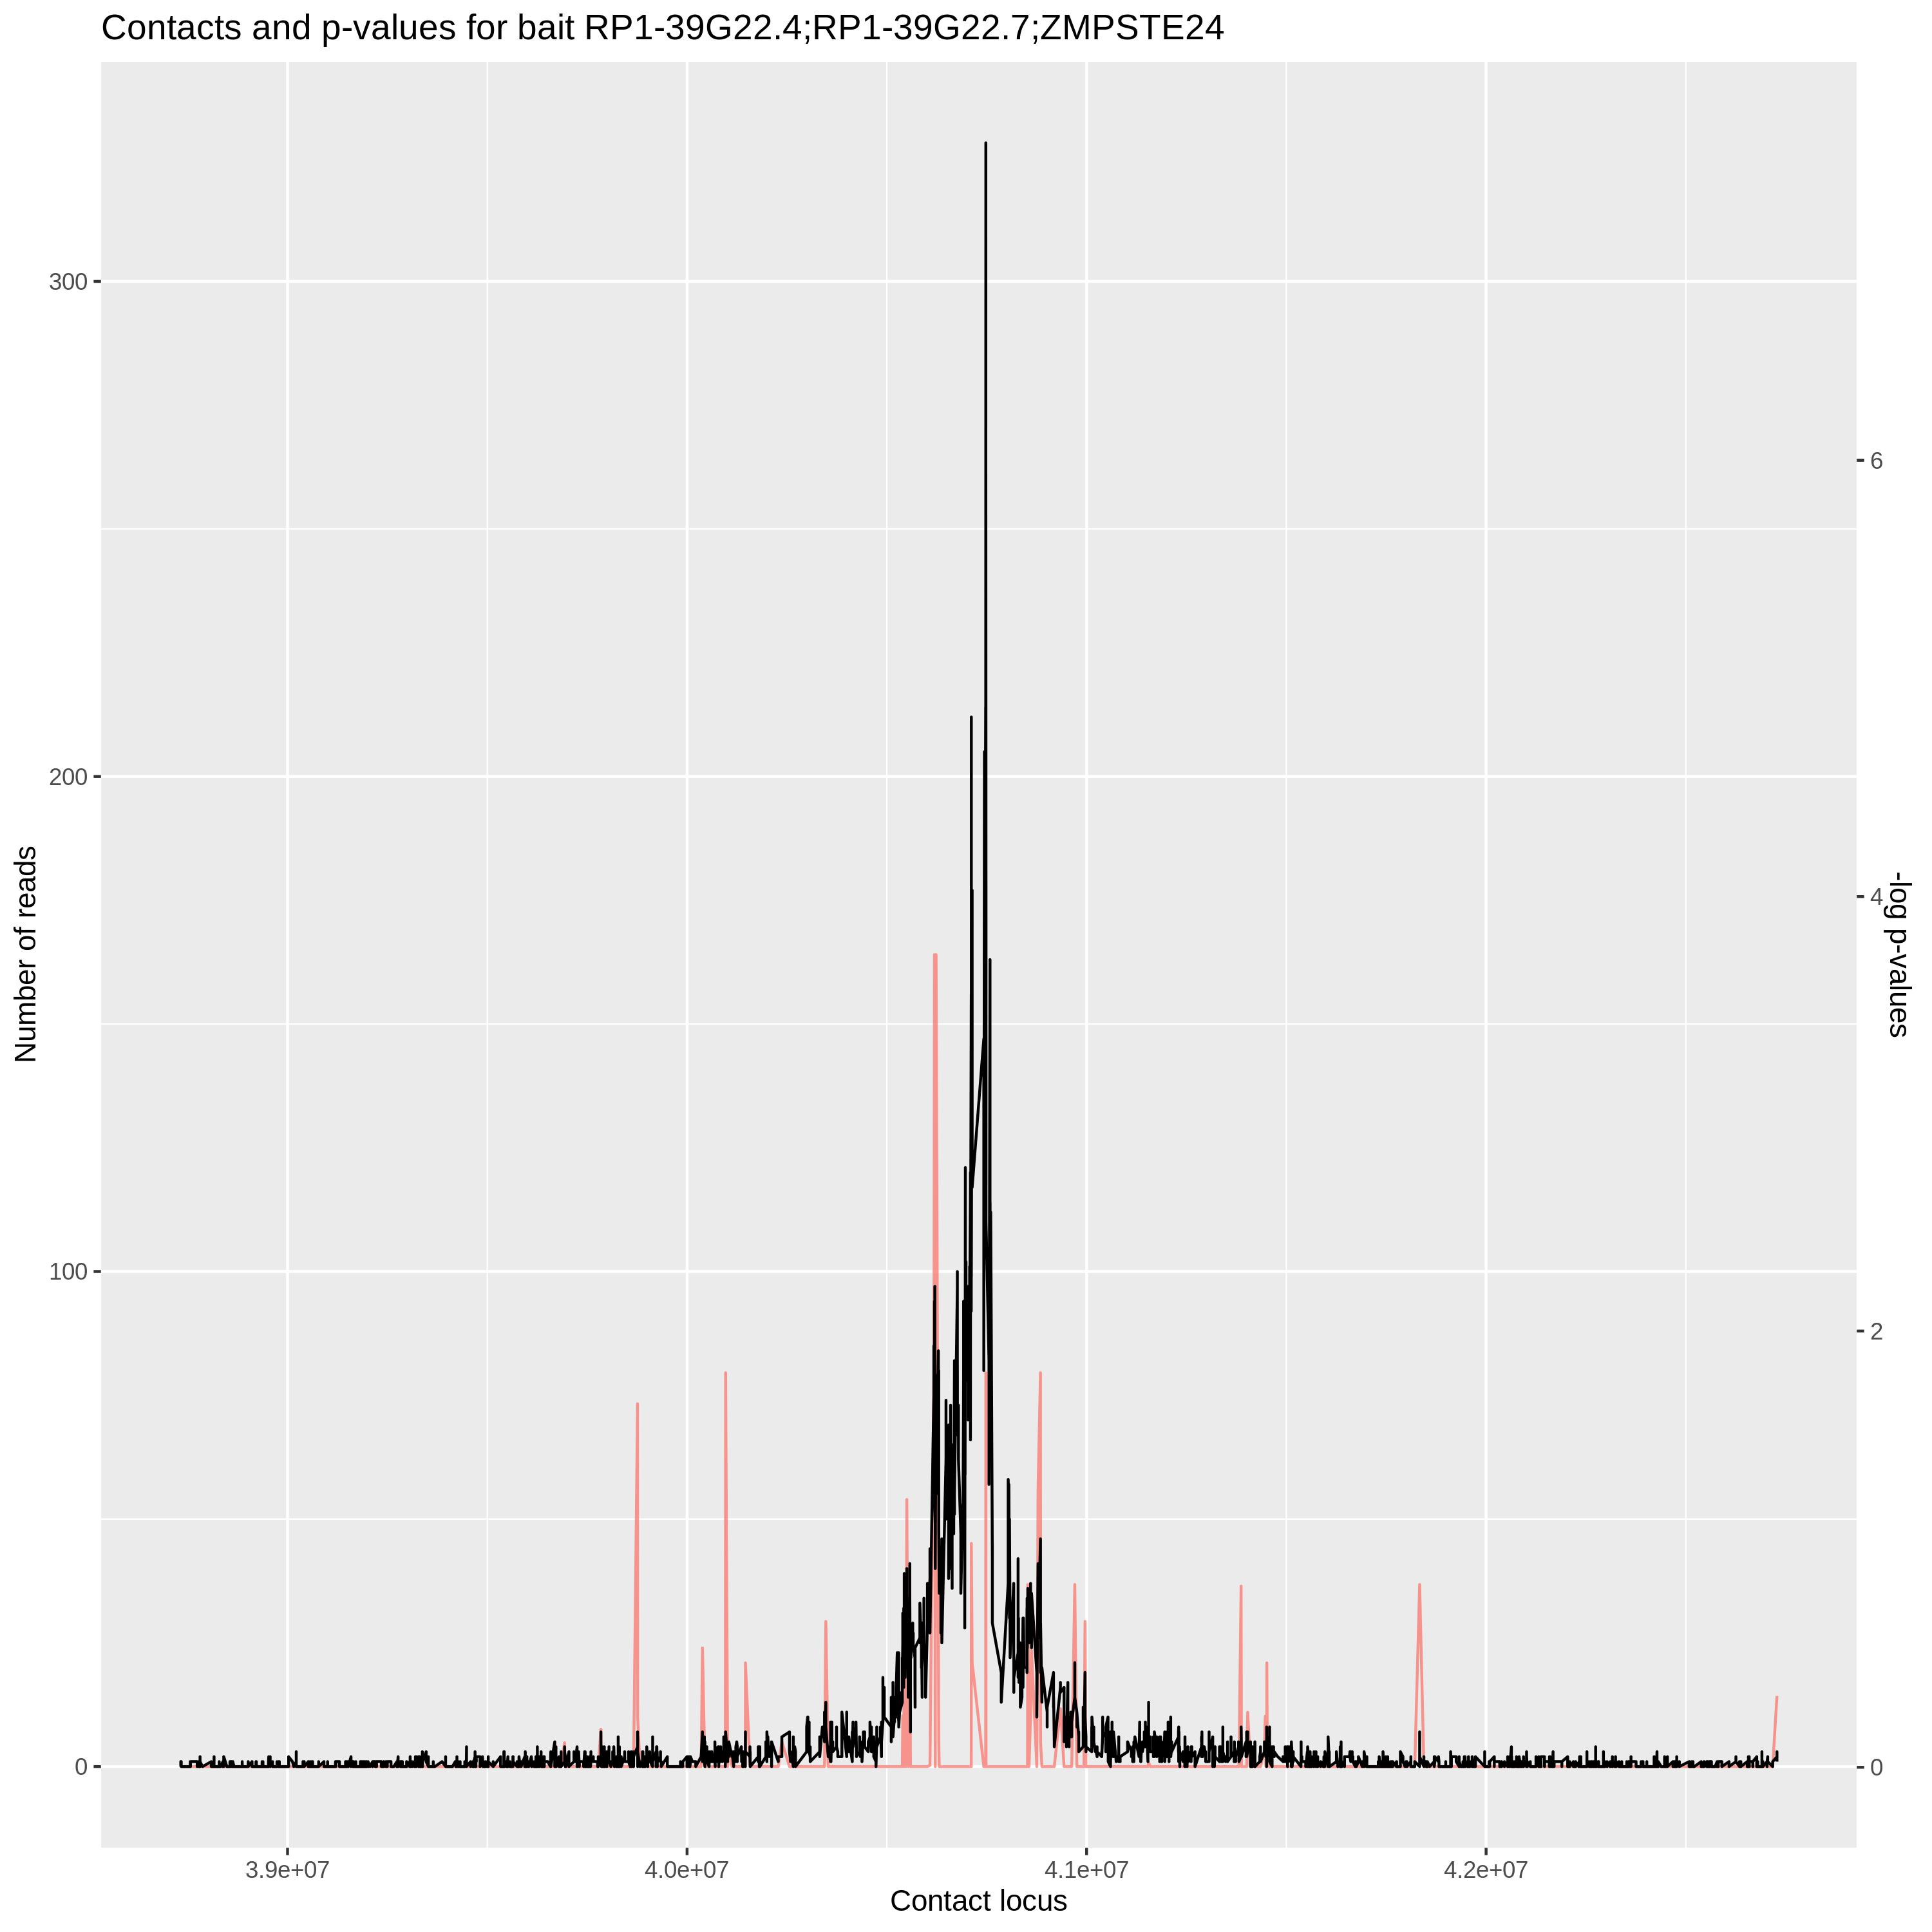 Contacts and p-values for bait RP1-39G22.4;RP1-39G22.7;ZMPSTE24
300
200
100
0
Number of reads
6
4
2
0
-log p-values
3.9e+07
4.0e+07
4.1e+07
4.2e+07
Contact locus